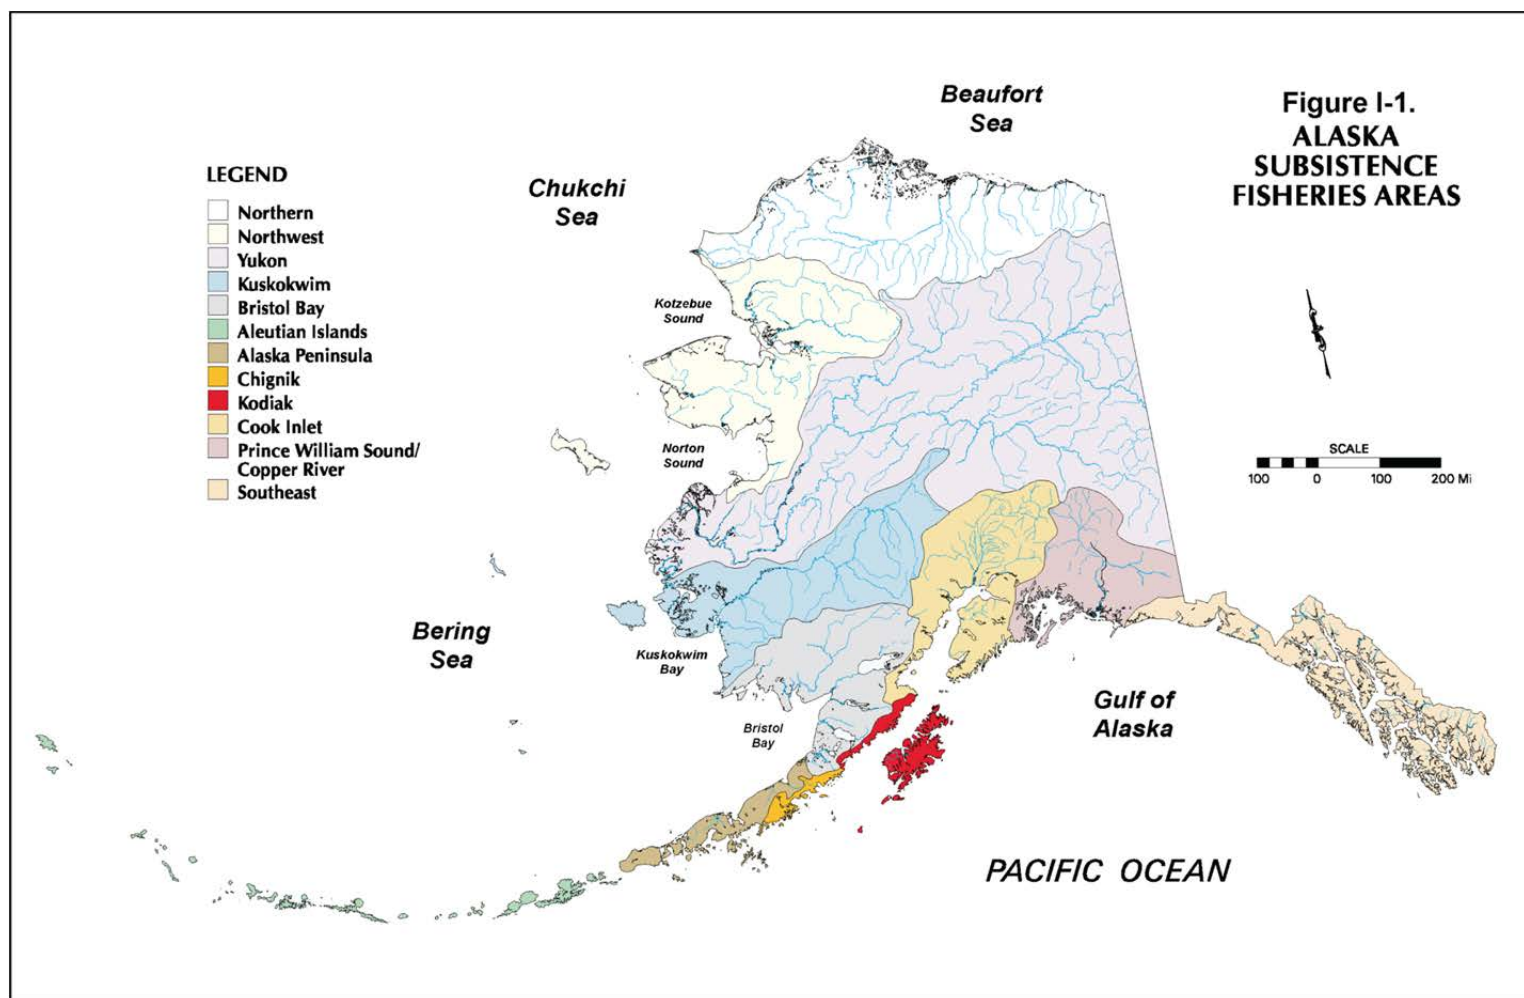 Figure I-1.
ALASKA
SUBSISTENCE
FISHERIES AREAS
Beaufort
Sea
Chukchi
Sea
LEGEND
Northern
Northwest
Yukon
Kuskokwim
Bristol Bay
Aleutian Islands
Alaska Peninsula
Chignik
Kodiak
Cook Inlet
Prince William Sound/
Copper River
Southeast
Kotzebue
Sound
Norton
Sound
SCALE
100 0 100 200 Mi
Bering
Sea
Kuskokwim
Bay
Bristol
Bay
Gulf of
Alaska
PACIFIC OCEAN